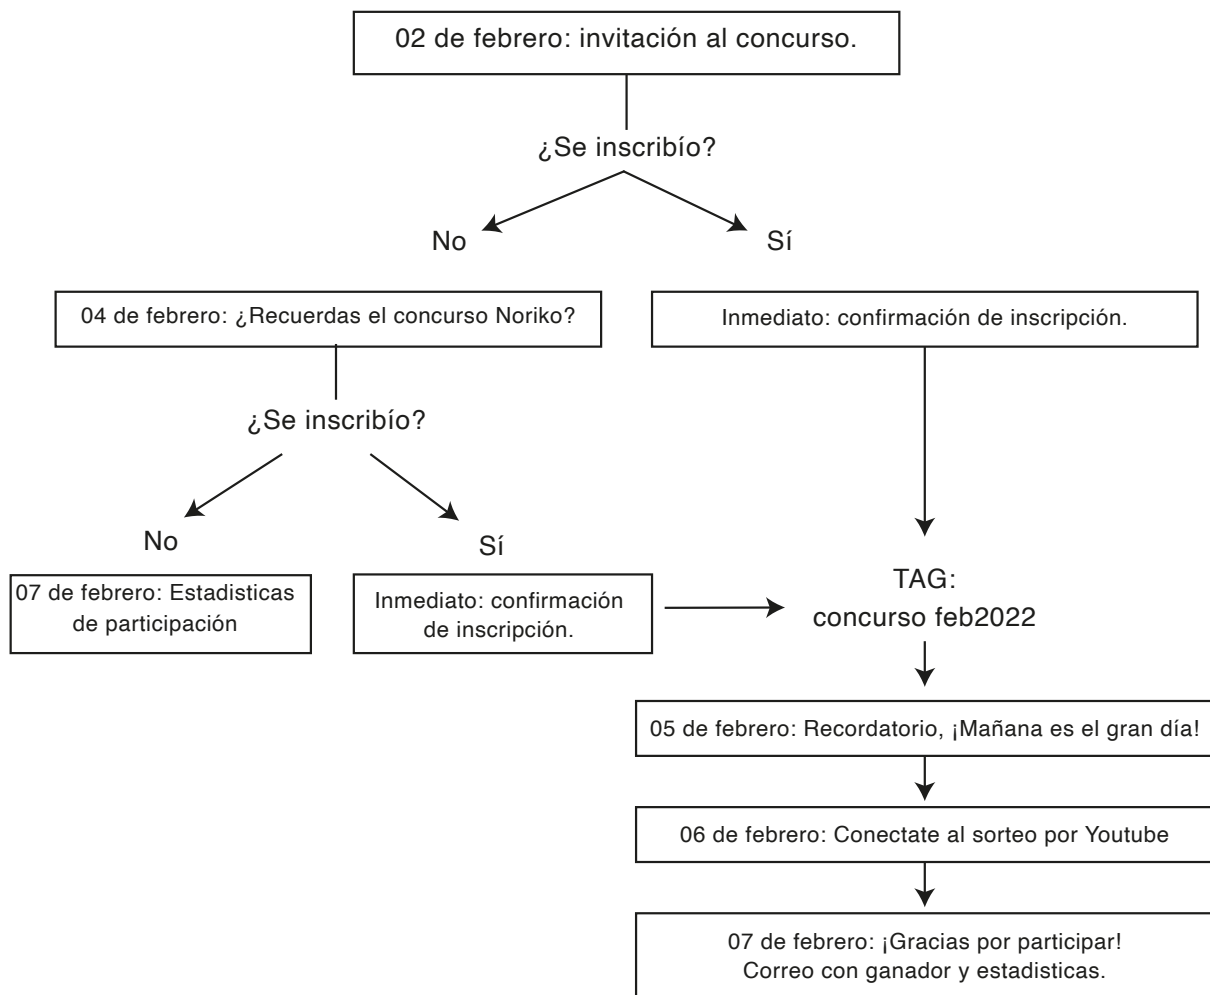 02 de febrero: invitación al concurso.
¿Se inscribío?
No
Sí
04 de febrero: ¿Recuerdas el concurso Noriko?
Inmediato: confirmación de inscripción.
¿Se inscribío?
No
Sí
07 de febrero: Estadisticas
de participación
Inmediato: confirmación
de inscripción.
TAG:
concurso feb2022
05 de febrero: Recordatorio, ¡Mañana es el gran día!
06 de febrero: Conectate al sorteo por Youtube
07 de febrero: ¡Gracias por participar!
Correo con ganador y estadisticas.